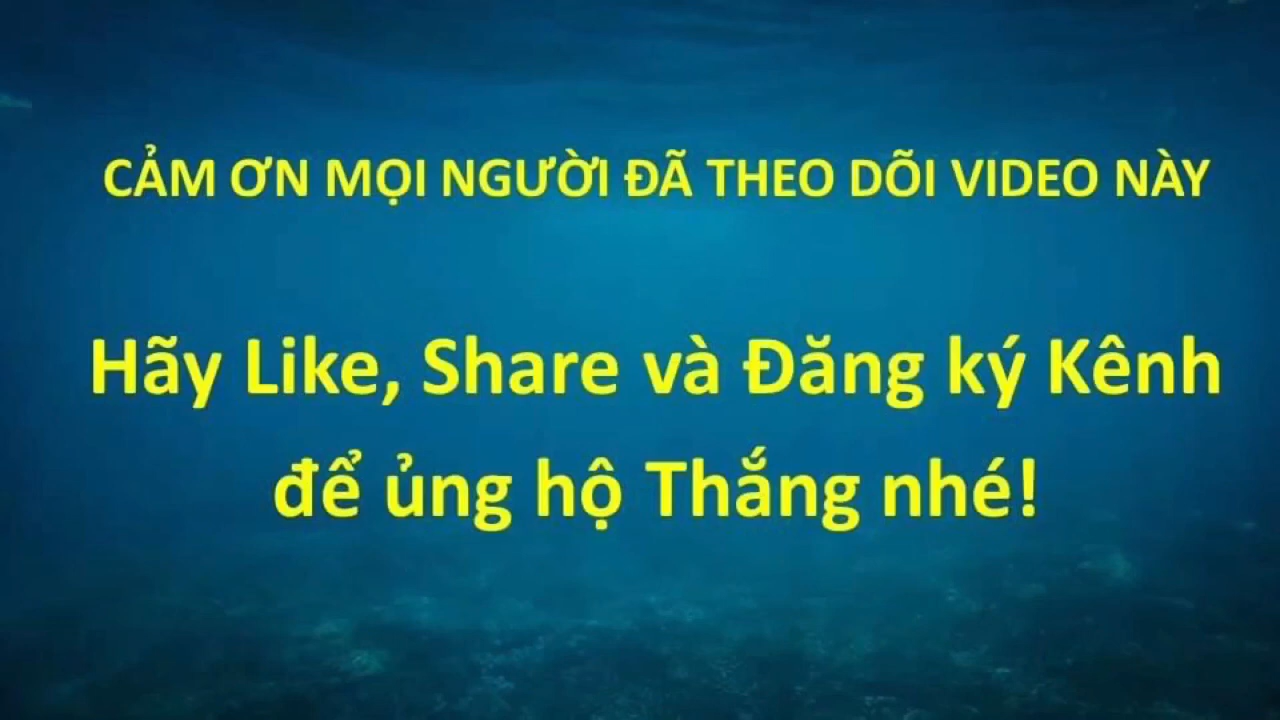 CẢM ƠN MỌI NGƯỜI ĐÃ THEO DÕI VIDEO NÀY
Hãy Like, Share và Đăng ký Kênh
để ủng hộ Thắng nhé!